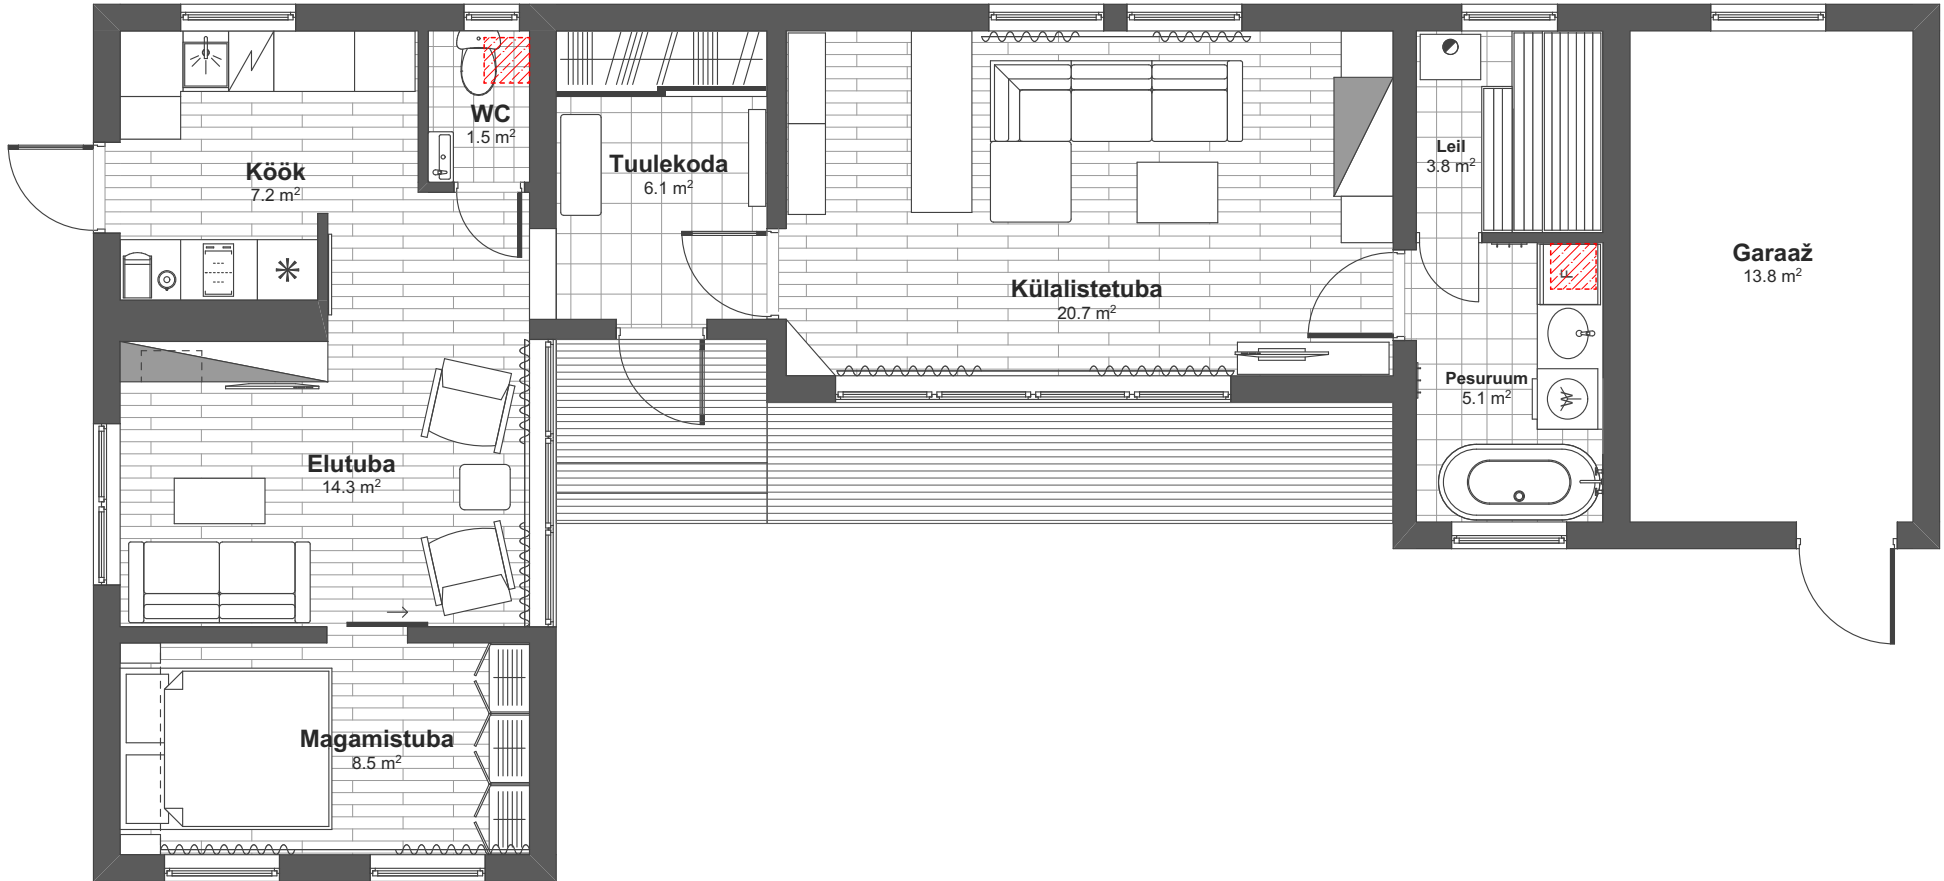 WC
1.5 m²
Köök
7.2 m²
Tuulekoda
6.1 m²
Leil
3.8 m²
Garaaž
13.8 m²
Külalistetuba
20.7 m²
F
Pesuruum
5.1 m²
Elutuba
14.3 m²
Magamistuba
8.5 m²